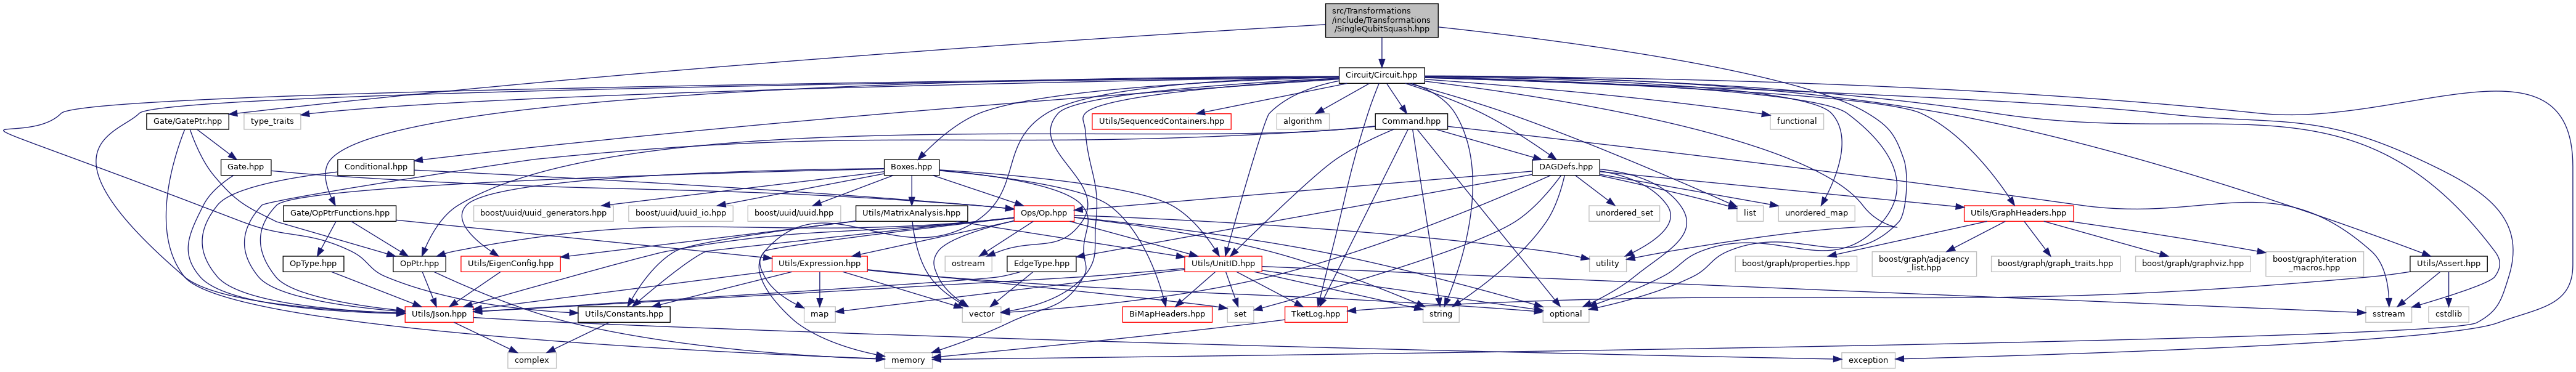 src/Transformations
/include/Transformations
/SingleQubitSquash.hpp
Circuit/Circuit.hpp
Gate/GatePtr.hpp
type_traits
Utils/SequencedContainers.hpp
algorithm
Command.hpp
functional
Gate.hpp
Conditional.hpp
Boxes.hpp
DAGDefs.hpp
Gate/OpPtrFunctions.hpp
boost/uuid/uuid_generators.hpp
boost/uuid/uuid_io.hpp
boost/uuid/uuid.hpp
Utils/MatrixAnalysis.hpp
Ops/Op.hpp
unordered_set
list
unordered_map
Utils/GraphHeaders.hpp
OpType.hpp
OpPtr.hpp
Utils/EigenConfig.hpp
Utils/Expression.hpp
ostream
EdgeType.hpp
Utils/UnitID.hpp
utility
boost/graph/properties.hpp
boost/graph/adjacency
_list.hpp
boost/graph/graph_traits.hpp
boost/graph/graphviz.hpp
boost/graph/iteration
_macros.hpp
Utils/Assert.hpp
Utils/Json.hpp
Utils/Constants.hpp
map
vector
BiMapHeaders.hpp
set
TketLog.hpp
string
optional
sstream
cstdlib
complex
memory
exception